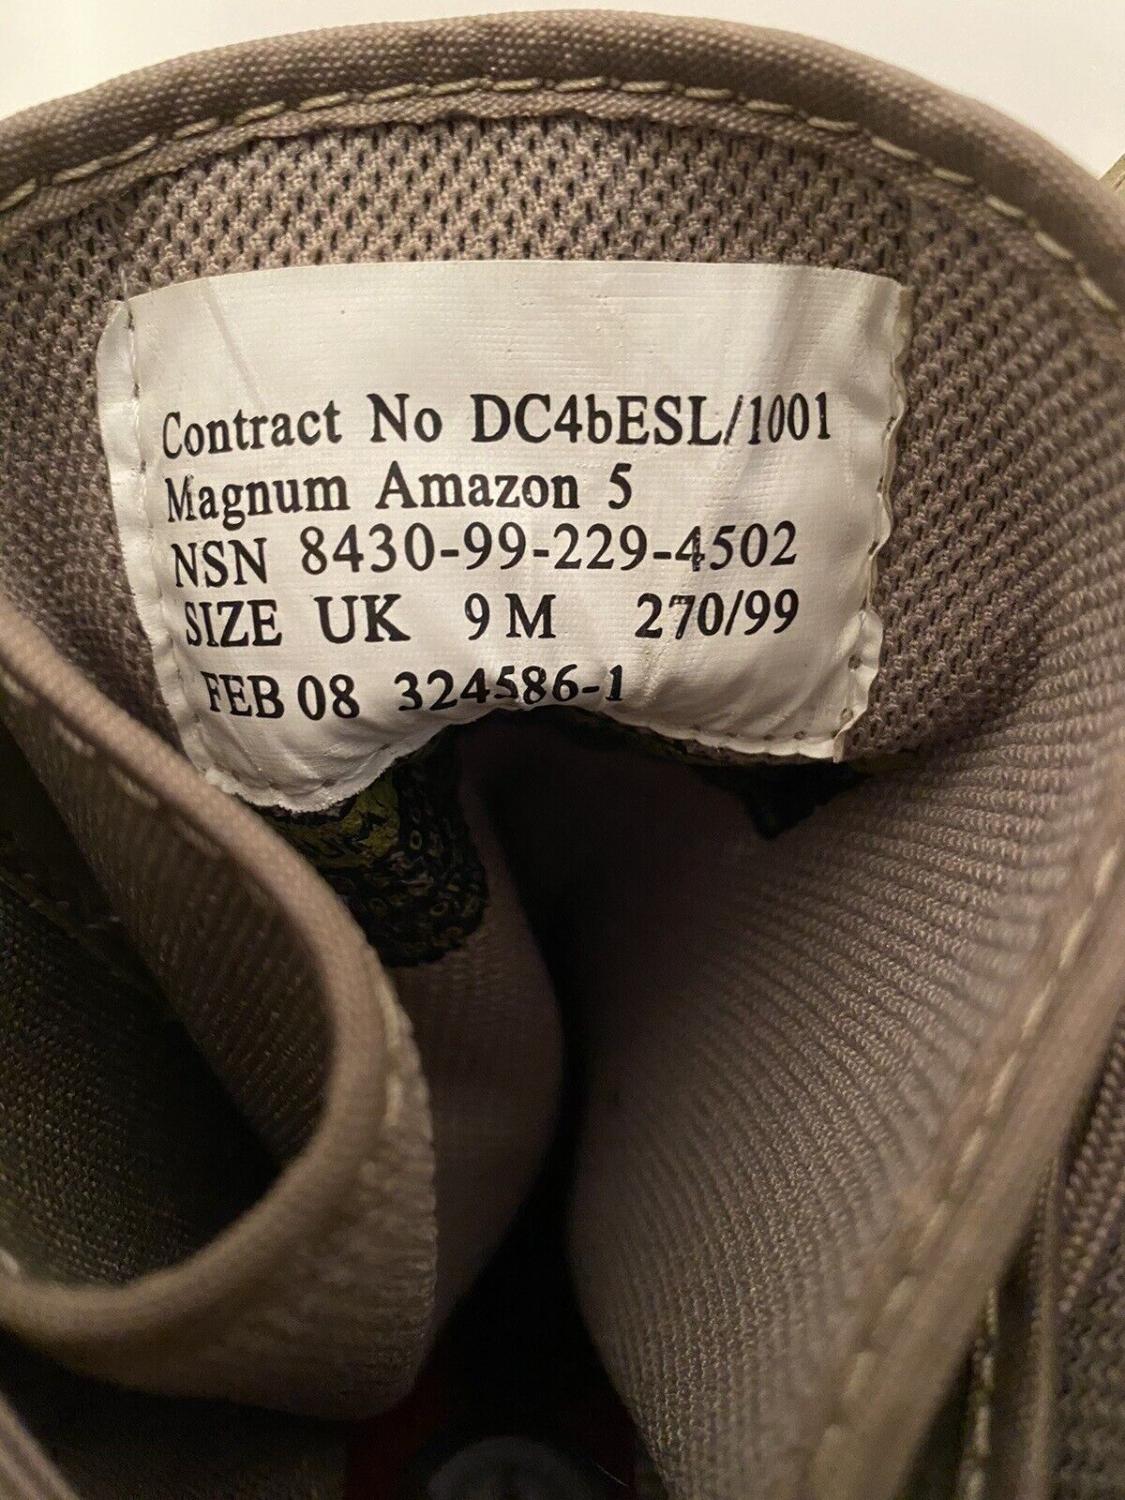 Contract No DC4bESL/1001
Magnum Amazon 5
NSN 8430-99-229-4502
SIZE UK 9 M 270/99
FEB 08 324586-1